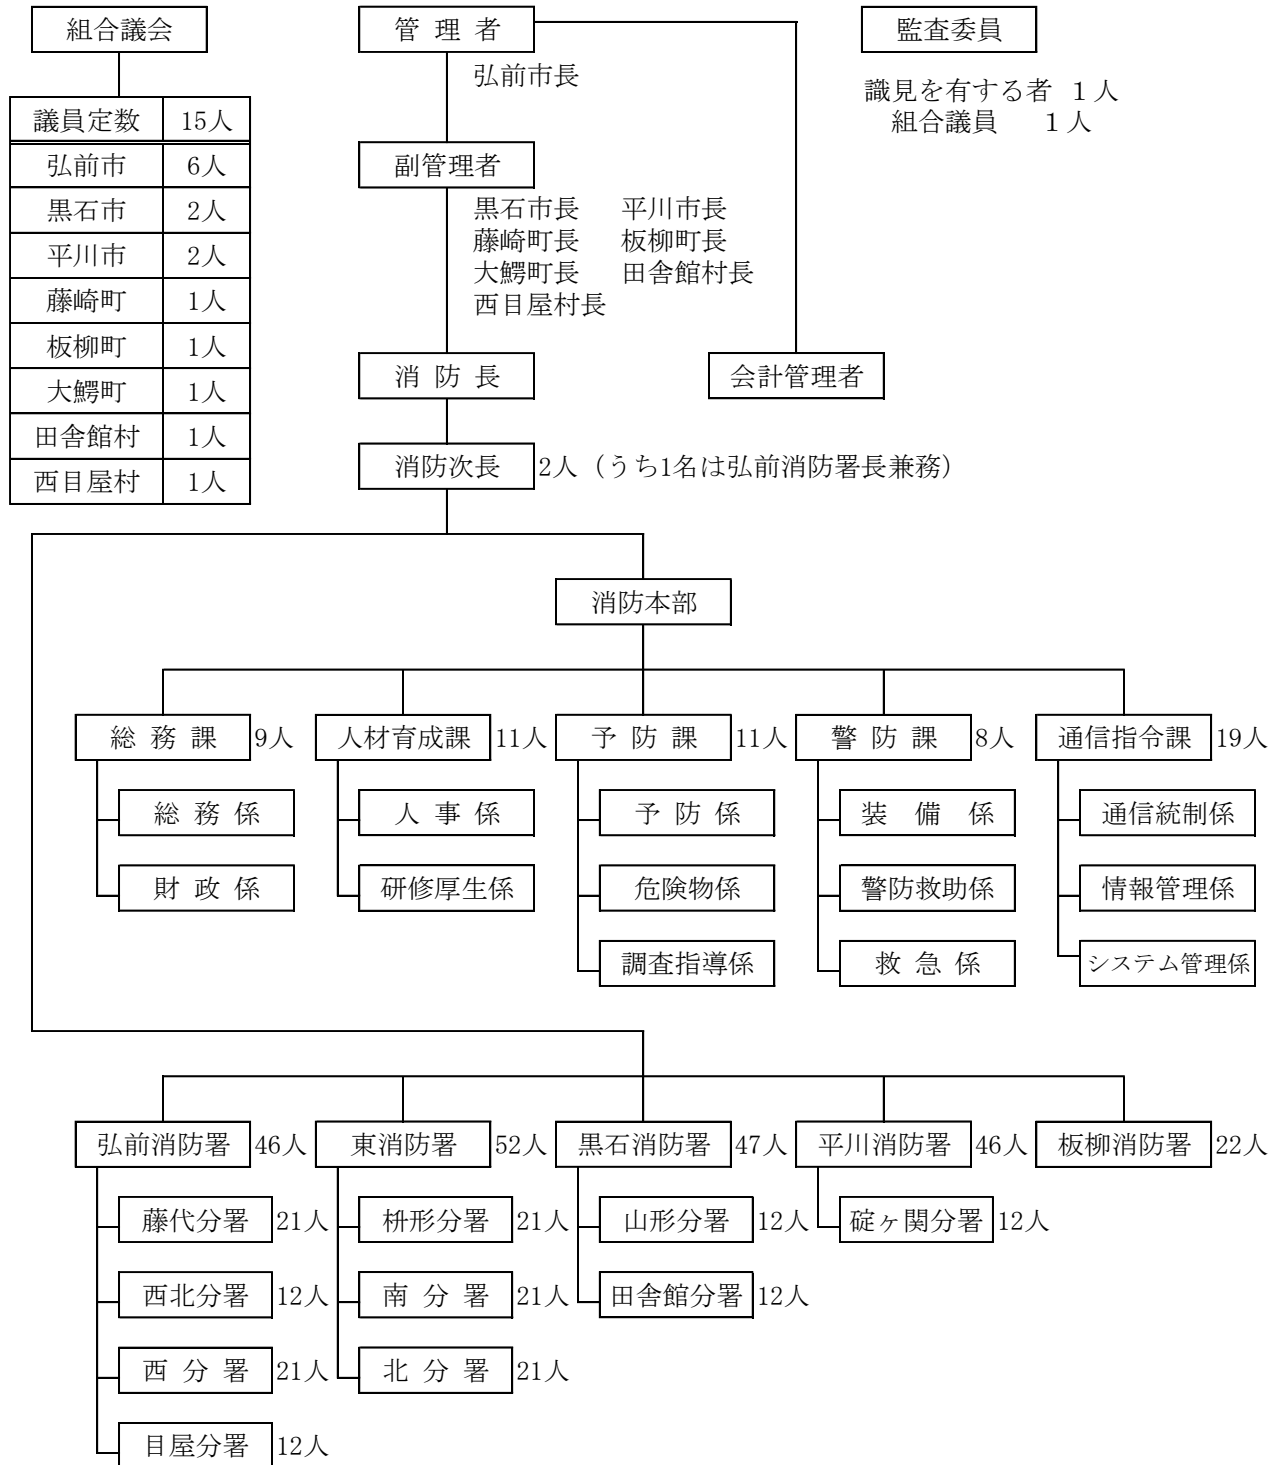 組合議会
管理者
監査委員
弘前市長
識見を有する者 1人
組合議員 1人
議員定数 15人
弘前市 6人
黒石市 2人
平川市 2人
藤崎町 1人
板柳町 1人
大鰐町 1人
田舎館村 1人
西目屋村 1人
副管理者
黒石市長 平川市長
藤崎町長 板柳町長
大鰐町長 田舎館村長
西目屋村長
消防長
会計管理者
消防次長 2人（うち1名は弘前消防署長兼務）
消防本部
総務課 9人
人材育成課 11人
予防課 11人
警防課 8人
通信指令課 19人
総務係
人事係
予防係
装備係
通信統制係
財政係
研修厚生係
危険物係
警防救助係
情報管理係
調査指導係
救急係
システム管理係
弘前消防署 46人
東消防署 52人
黒石消防署 47人
平川消防署 46人
板柳消防署 22人
藤代分署 21人
枡形分署 21人
山形分署 12人
碇ヶ関分署 12人
西北分署 12人
南分署 21人
田舎館分署 12人
西分署 21人
北分署 21人
目屋分署 12人